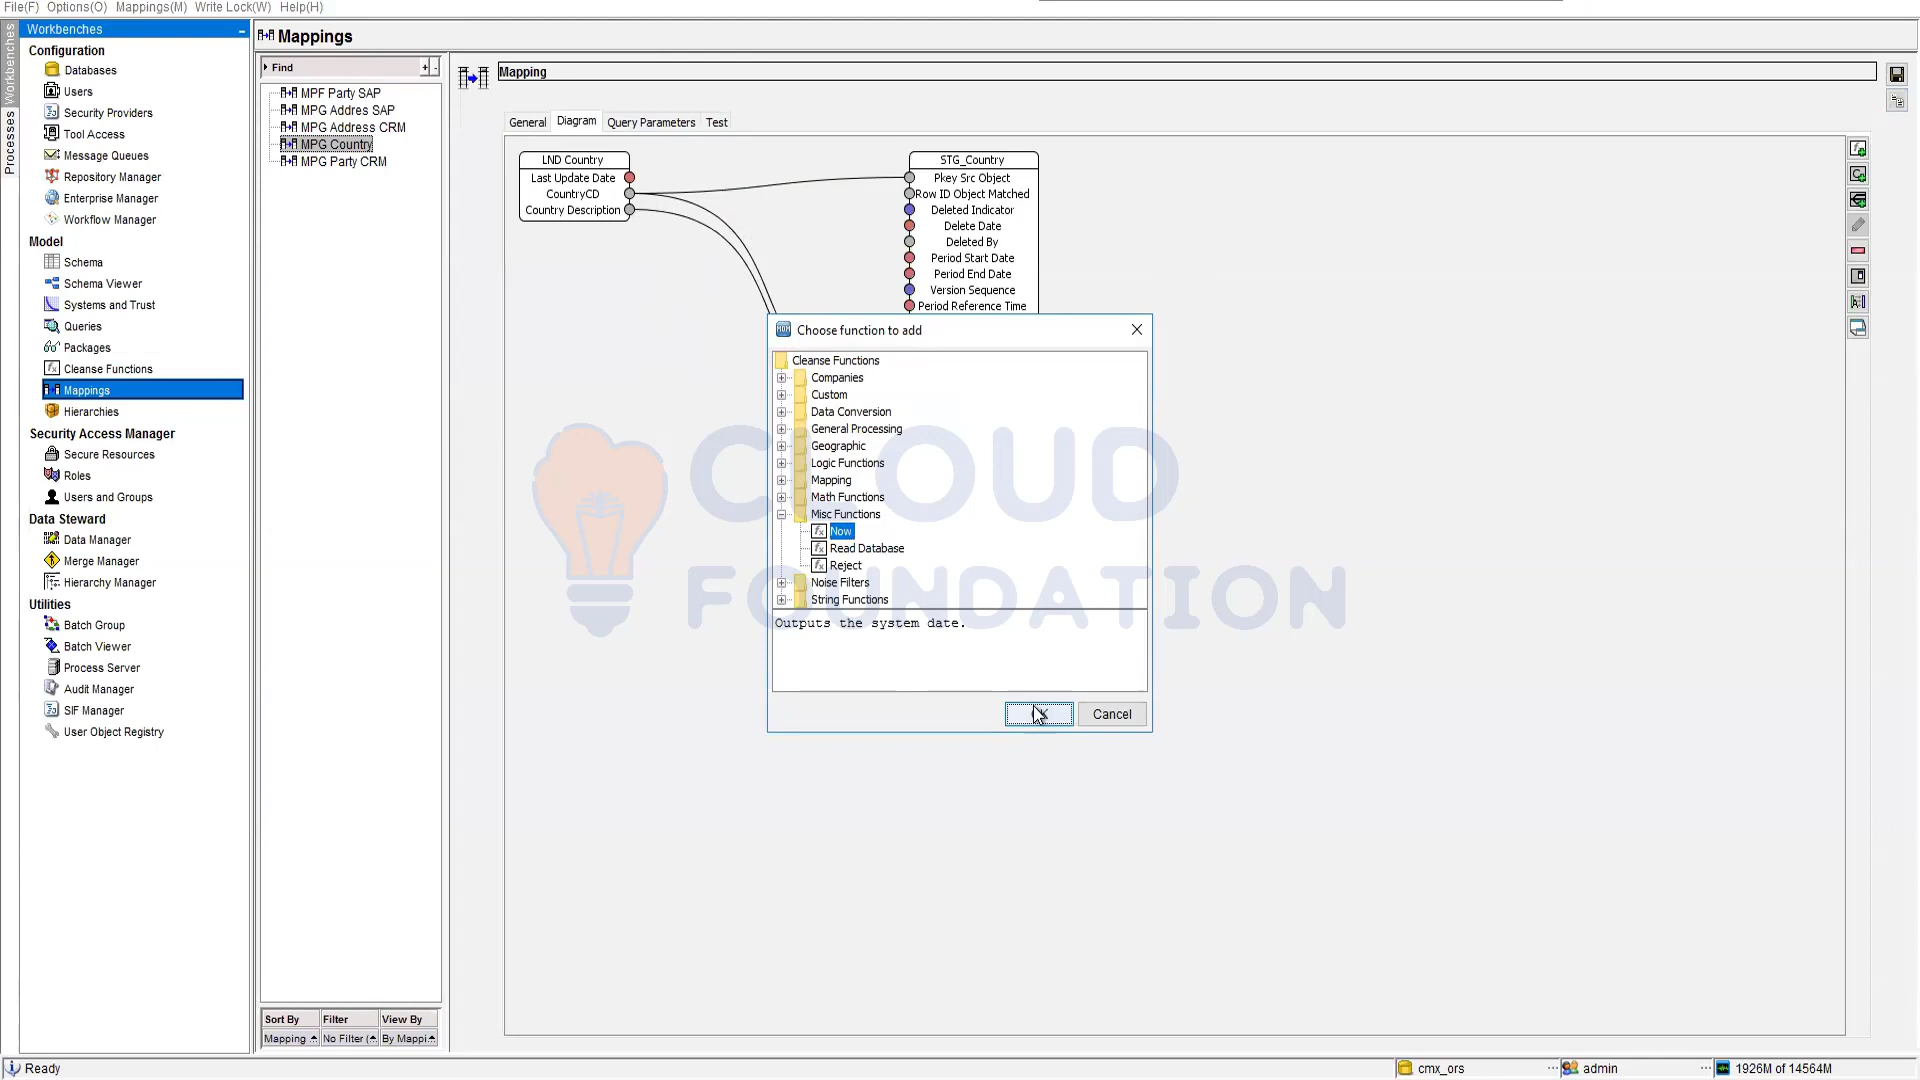 File(F) Options(O) Mappings(M) Write Lock(W) Help(H)
Workbenches
Processes
Workbenches
Configuration
Databases
Users
Security Providers
Tool Access
Message Queues
Repository Manager
Enterprise Manager
Workflow Manager
Model
Schema
Schema Viewer
Systems and Trust
Queries
Packages
Cleanse Functions
Mappings
Hierarchies
Security Access Manager
Secure Resources
Roles
Users and Groups
Data Steward
Data Manager
Merge Manager
Hierarchy Manager
Utilities
Batch Group
Batch Viewer
Process Server
Audit Manager
SIF Manager
User Object Registry
Mappings
Find
MPF Party SAP
MPG Addres SAP
MPG Address CRM
MPG Country
MPG Party CRM
Sort By Filter View By
Mapping No Filter ( By Mappi
Mapping
General Diagram Query Parameters Test
LND Country
Last Update Date
CountryCD
Country Description
STG_Country
Pkey Src Object
Row ID Object Matched
Deleted Indicator
Delete Date
Deleted By
Period Start Date
Period End Date
Version Sequence
Period Reference Time
Choose function to add
Cleanse Functions
Companies
Custom
Data Conversion
General Processing
Geographic
Logic Functions
Mapping
Math Functions
Misc Functions
Now
Read Database
Reject
Noise Filters
String Functions
Outputs the system date.
Cancel
CLOUD
FOUNDATION
Ready
cmx_ors
admin
1926M of 14564M